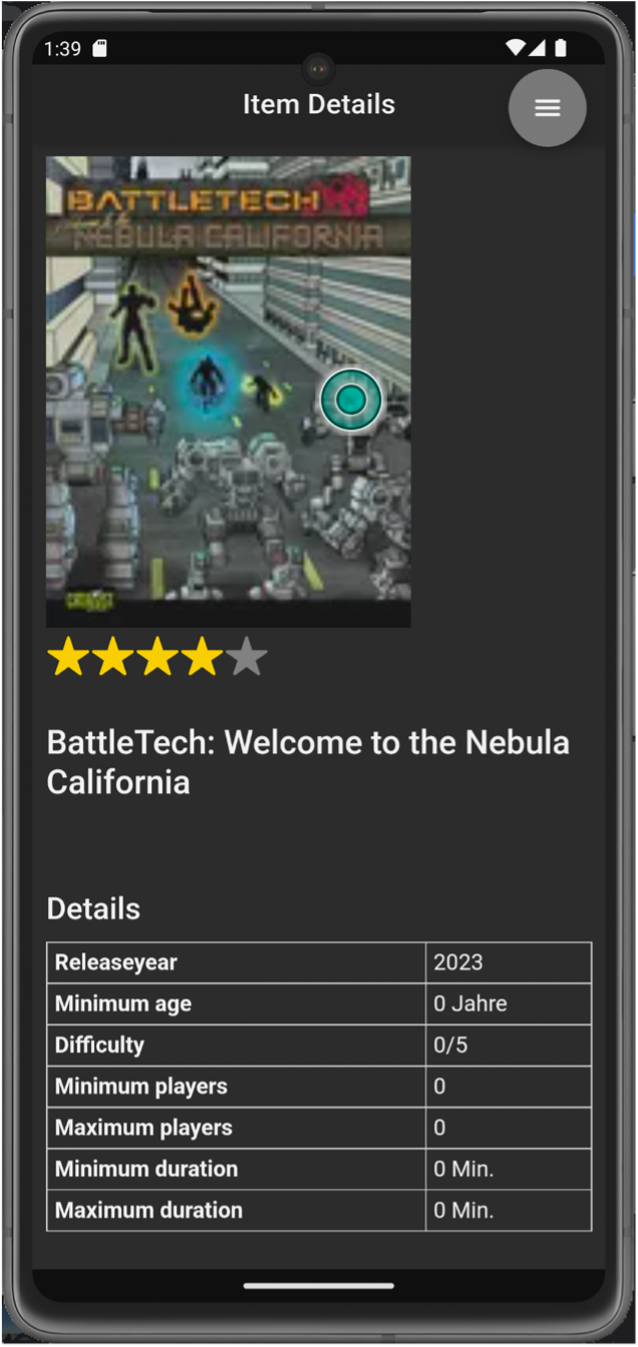 1:39
Item Details
BATTLETECH
NEBULA CALIFORNIA
CATALYST
BattleTech: Welcome to the Nebula
California
Details
Releaseyear 2023
Minimum age 0 Jahre
Difficulty 0/5
Minimum players 0
Maximum players 0
Minimum duration 0 Min.
Maximum duration 0 Min.